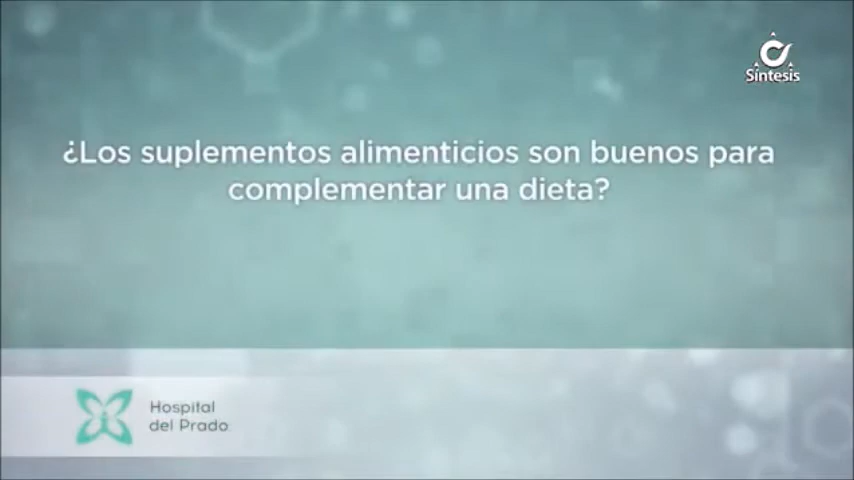 Síntesis
¿Los suplementos alimenticios son buenos para
complementar una dieta?
Hospital
del Prado